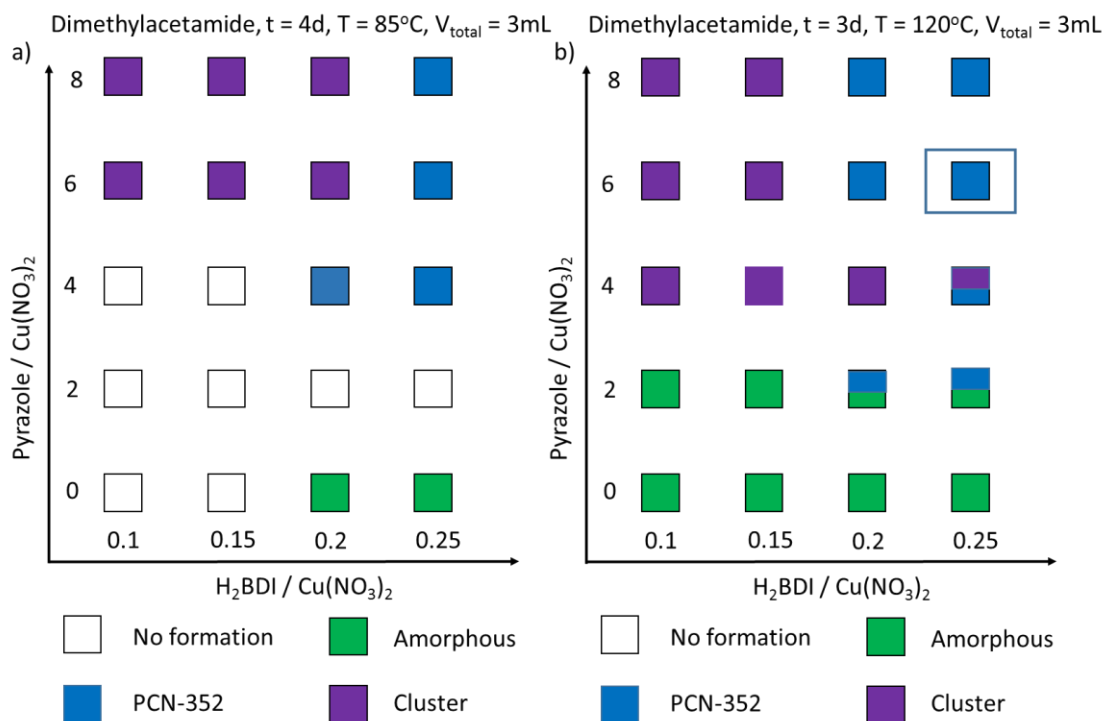 Dimethylacetamide, t = 4d, T = 85°C, Vtotal = 3mL
a)
Pyrazole / Cu(NO3)2
8
6
4
2
0
0.1 0.15 0.2 0.25
H2BDI / Cu(NO3)2
No formation Amorphous
PCN-352 Cluster
Dimethylacetamide, t = 3d, T = 120°C, Vtotal = 3mL
b)
Pyrazole / Cu(NO3)2
8
6
4
2
0
0.1 0.15 0.2 0.25
H2BDI / Cu(NO3)2
No formation Amorphous
PCN-352 Cluster